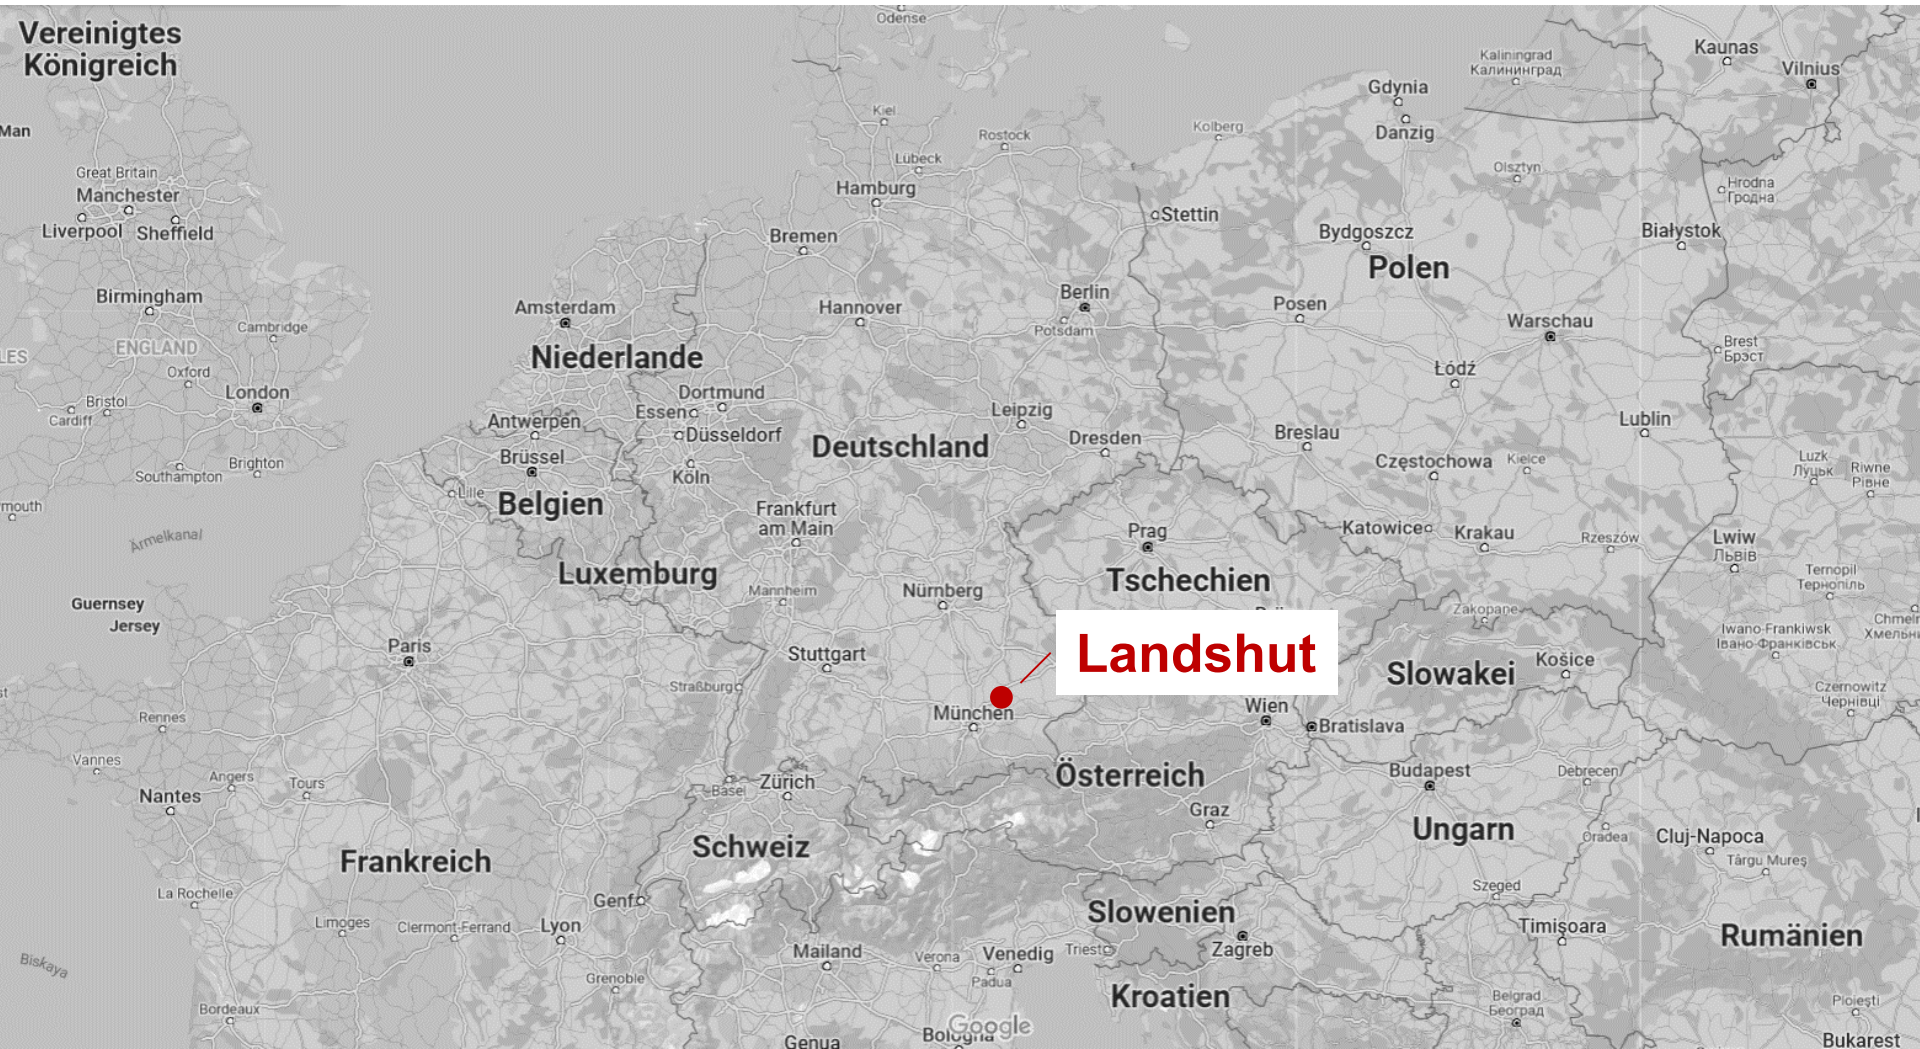 Odense
Vereinigtes
Königreich
Kaunas
Vilnius
Kaliningrad
Калининград
Gdynia
Danzig
Kiel
Rostock
Kolberg
Man
Lübeck
Olsztyn
Great Britain
Manchester
Hamburg
Hrodna
Гродна
Liverpool
Sheffield
Stettin
Bremen
Bydgoszcz
Białystok
Polen
Birmingham
Berlin
Amsterdam
Hannover
Posen
Cambridge
Potsdam
Warschau
ENGLAND
LES
Niederlande
Brest
Брэст
Oxford
Łódź
London
Dortmund
Bristol
Essen
Leipzig
Cardiff
Antwerpen
Düsseldorf
Dresden
Breslau
Lublin
Deutschland
Brüssel
Brighton
Southampton
Köln
Częstochowa
Kielce
Luzk
Луцьк
Riwne
Рівне
Lille
Belgien
mouth
Frankfurt
am Main
Ärmelkanal
Prag
Katowice
Krakau
Rzeszów
Lwiw
Львів
Luxemburg
Tschechien
Ternopil
Тернопіль
Mannheim
Nürnberg
Guernsey
Jersey
Zakopane
Chmeln
Хмельн
Iwano-Frankiwsk
Івано-Франківськ
Paris
Stuttgart
Landshut
Slowakei
Košice
Straßburg
st
Czernowitz
Чернівці
Rennes
München
Wien
Bratislava
Vannes
Angers
Tours
Basel
Zürich
Österreich
Budapest
Debrecen
Nantes
Graz
Ungarn
Oradea
Cluj-Napoca
Frankreich
Schweiz
Târgu Mureș
La Rochelle
Genf
Szeged
Limoges
Clermont-Ferrand
Lyon
Slowenien
Timișoara
Rumänien
Mailand
Verona
Venedig
Triest
Zagreb
Biskaya
Grenoble
Padua
Kroatien
Belgrad
Београд
Ploiești
Bordeaux
Bologna
Google
Genua
Bukarest